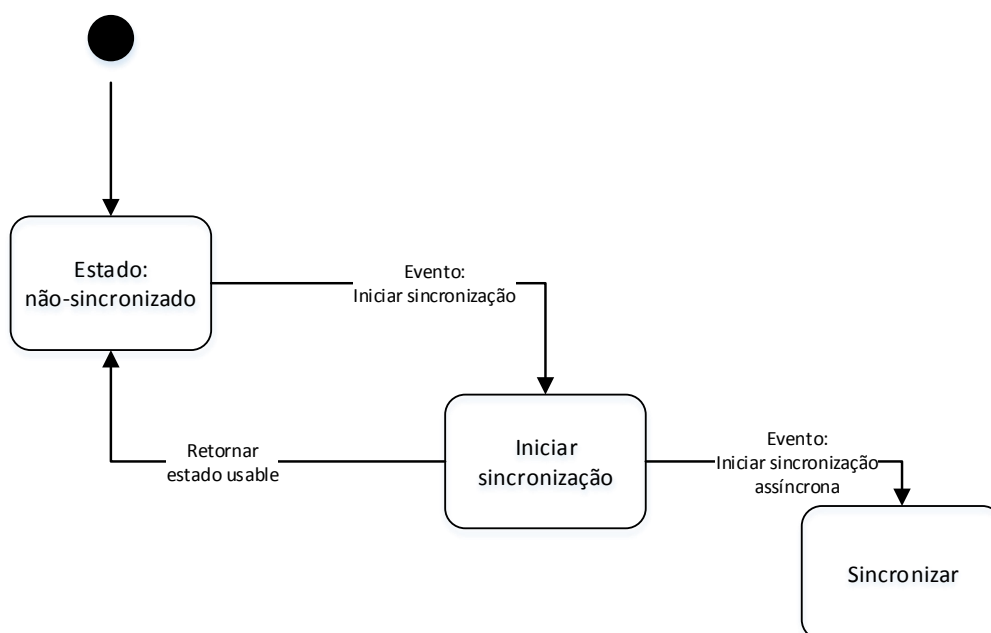 Estado:
não-sincronizado
Evento:
Iniciar sincronização
Iniciar
sincronização
Retornar
estado usable
Evento:
Iniciar sincronização
assíncrona
Sincronizar